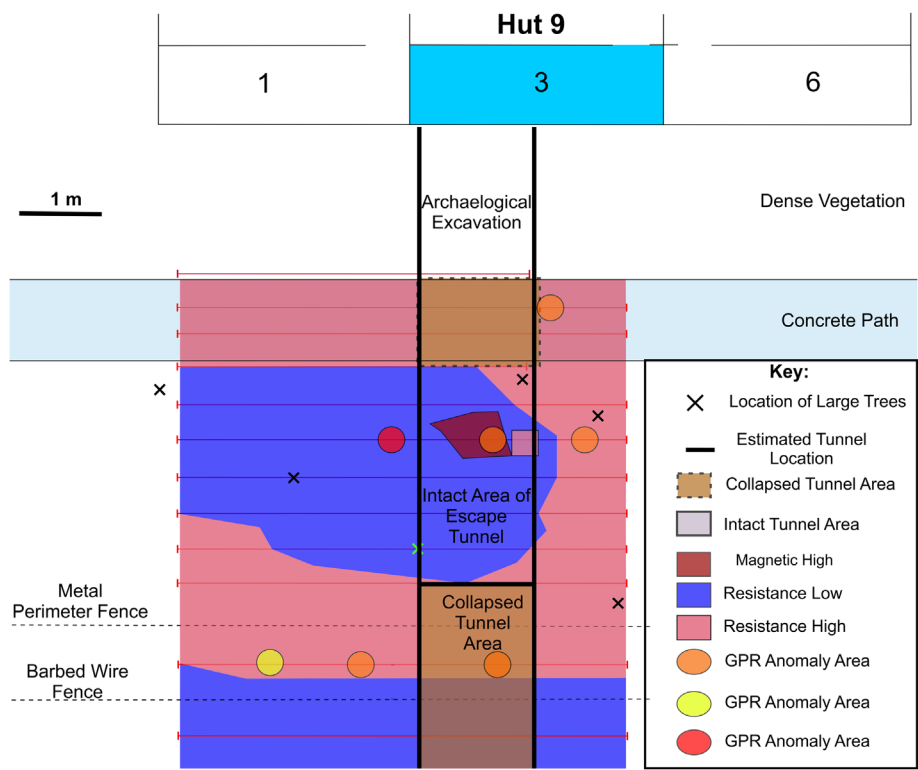 Hut 9
1
3
6
1 m
Archaelogical
Excavation
Dense Vegetation
Concrete Path
Key:
Location of Large Trees
Estimated Tunnel
Location
Collapsed Tunnel Area
Intact Tunnel Area
Magnetic High
Resistance Low
Resistance High
GPR Anomaly Area
GPR Anomaly Area
GPR Anomaly Area
Intact Area of
Escape
Tunnel
Metal
Perimeter Fence
Collapsed
Tunnel
Area
Barbed Wire
Fence